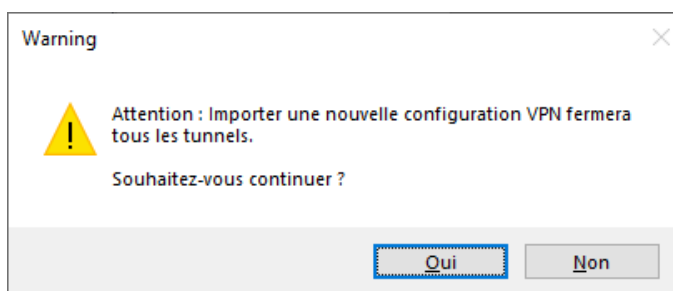 Warning
Attention : Importer une nouvelle configuration VPN fermera
tous les tunnels.
Souhaitez-vous continuer ?
Oui
Non